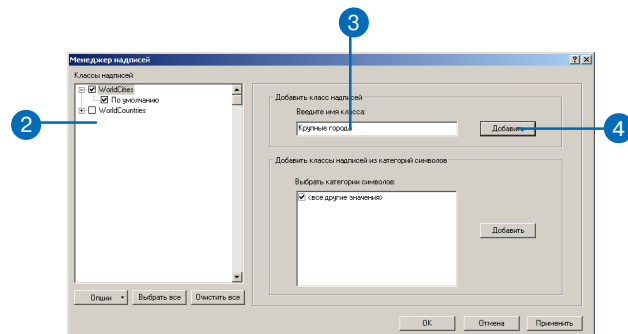 3
Менеджер надписей
Классы надписей
WorldCities
По умолчанию
WorldCountries
2
Добавить класс надписей
Введите имя класса:
Крупные города
Добавить
4
Добавить классы надписей из категорий символов
Выбрать категории символов:
<все другие значения>
Добавить
Опции
Выбрать все
Очистить все
OK
Отмена
Применить